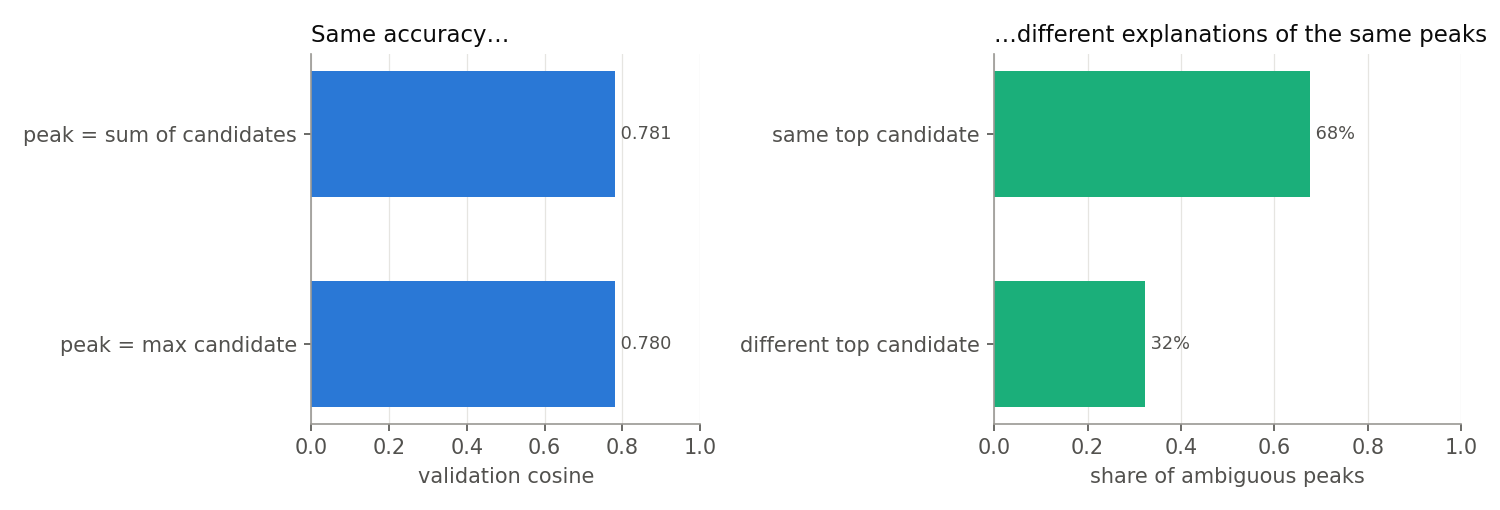 Same accuracy…
peak = sum of candidates
0.781
peak = max candidate
0.780
0.0 0.2 0.4 0.6 0.8 1.0
validation cosine
…different explanations of the same peaks
same top candidate
68%
different top candidate
32%
0.0 0.2 0.4 0.6 0.8 1.0
share of ambiguous peaks